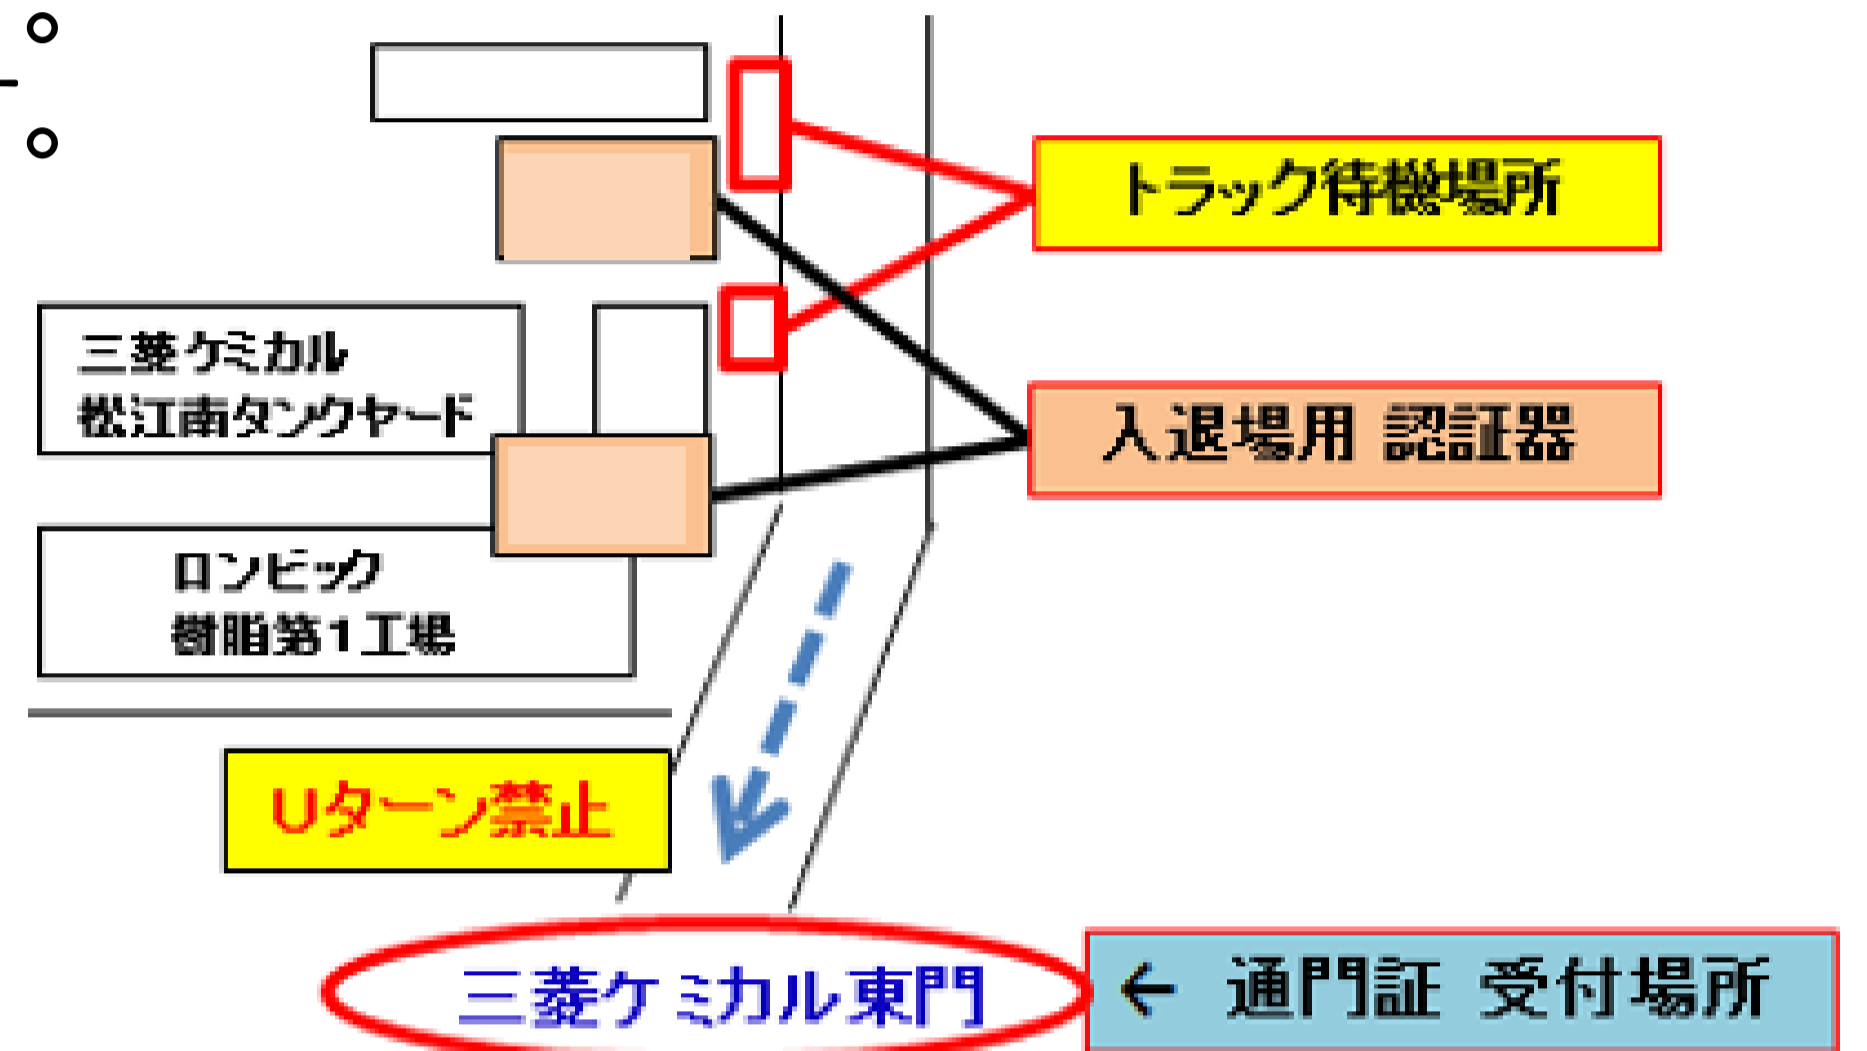 トラック待機場所
三菱ケミカル
松江南タンクヤード
入退場用 認証器
ロンビック
樹脂第1工場
Uターン禁止
三菱ケミカル東門
← 通門証 受付場所